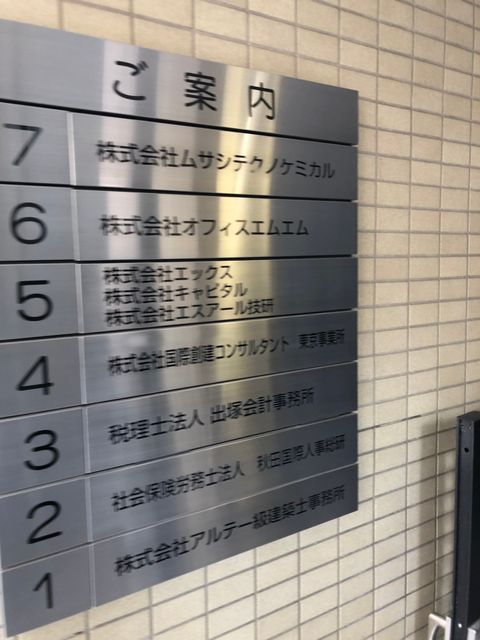 ご案内
7 株式会社ムサシテクノケミカル
6 株式会社オフィスエムエム
5 株式会社エックス
株式会社キャピタル
株式会社エスアール技研
4 株式会社国際創建コンサルタント 東京事業所
3 税理士法人 出塚会計事務所
2 社会保険労務士法人 秋田国際人事総研
1 株式会社アルテ一級建築士事務所